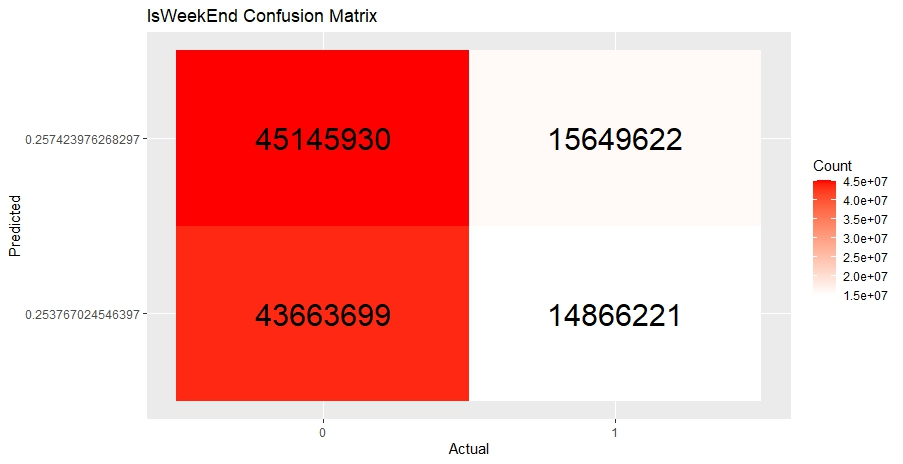 IsWeekEnd Confusion Matrix
0.257423976268297
45145930
15649622
0.253767024546397
43663699
14866221
0
1
Actual
Predicted
Count
4.5e+07
4.0e+07
3.5e+07
3.0e+07
2.5e+07
2.0e+07
1.5e+07